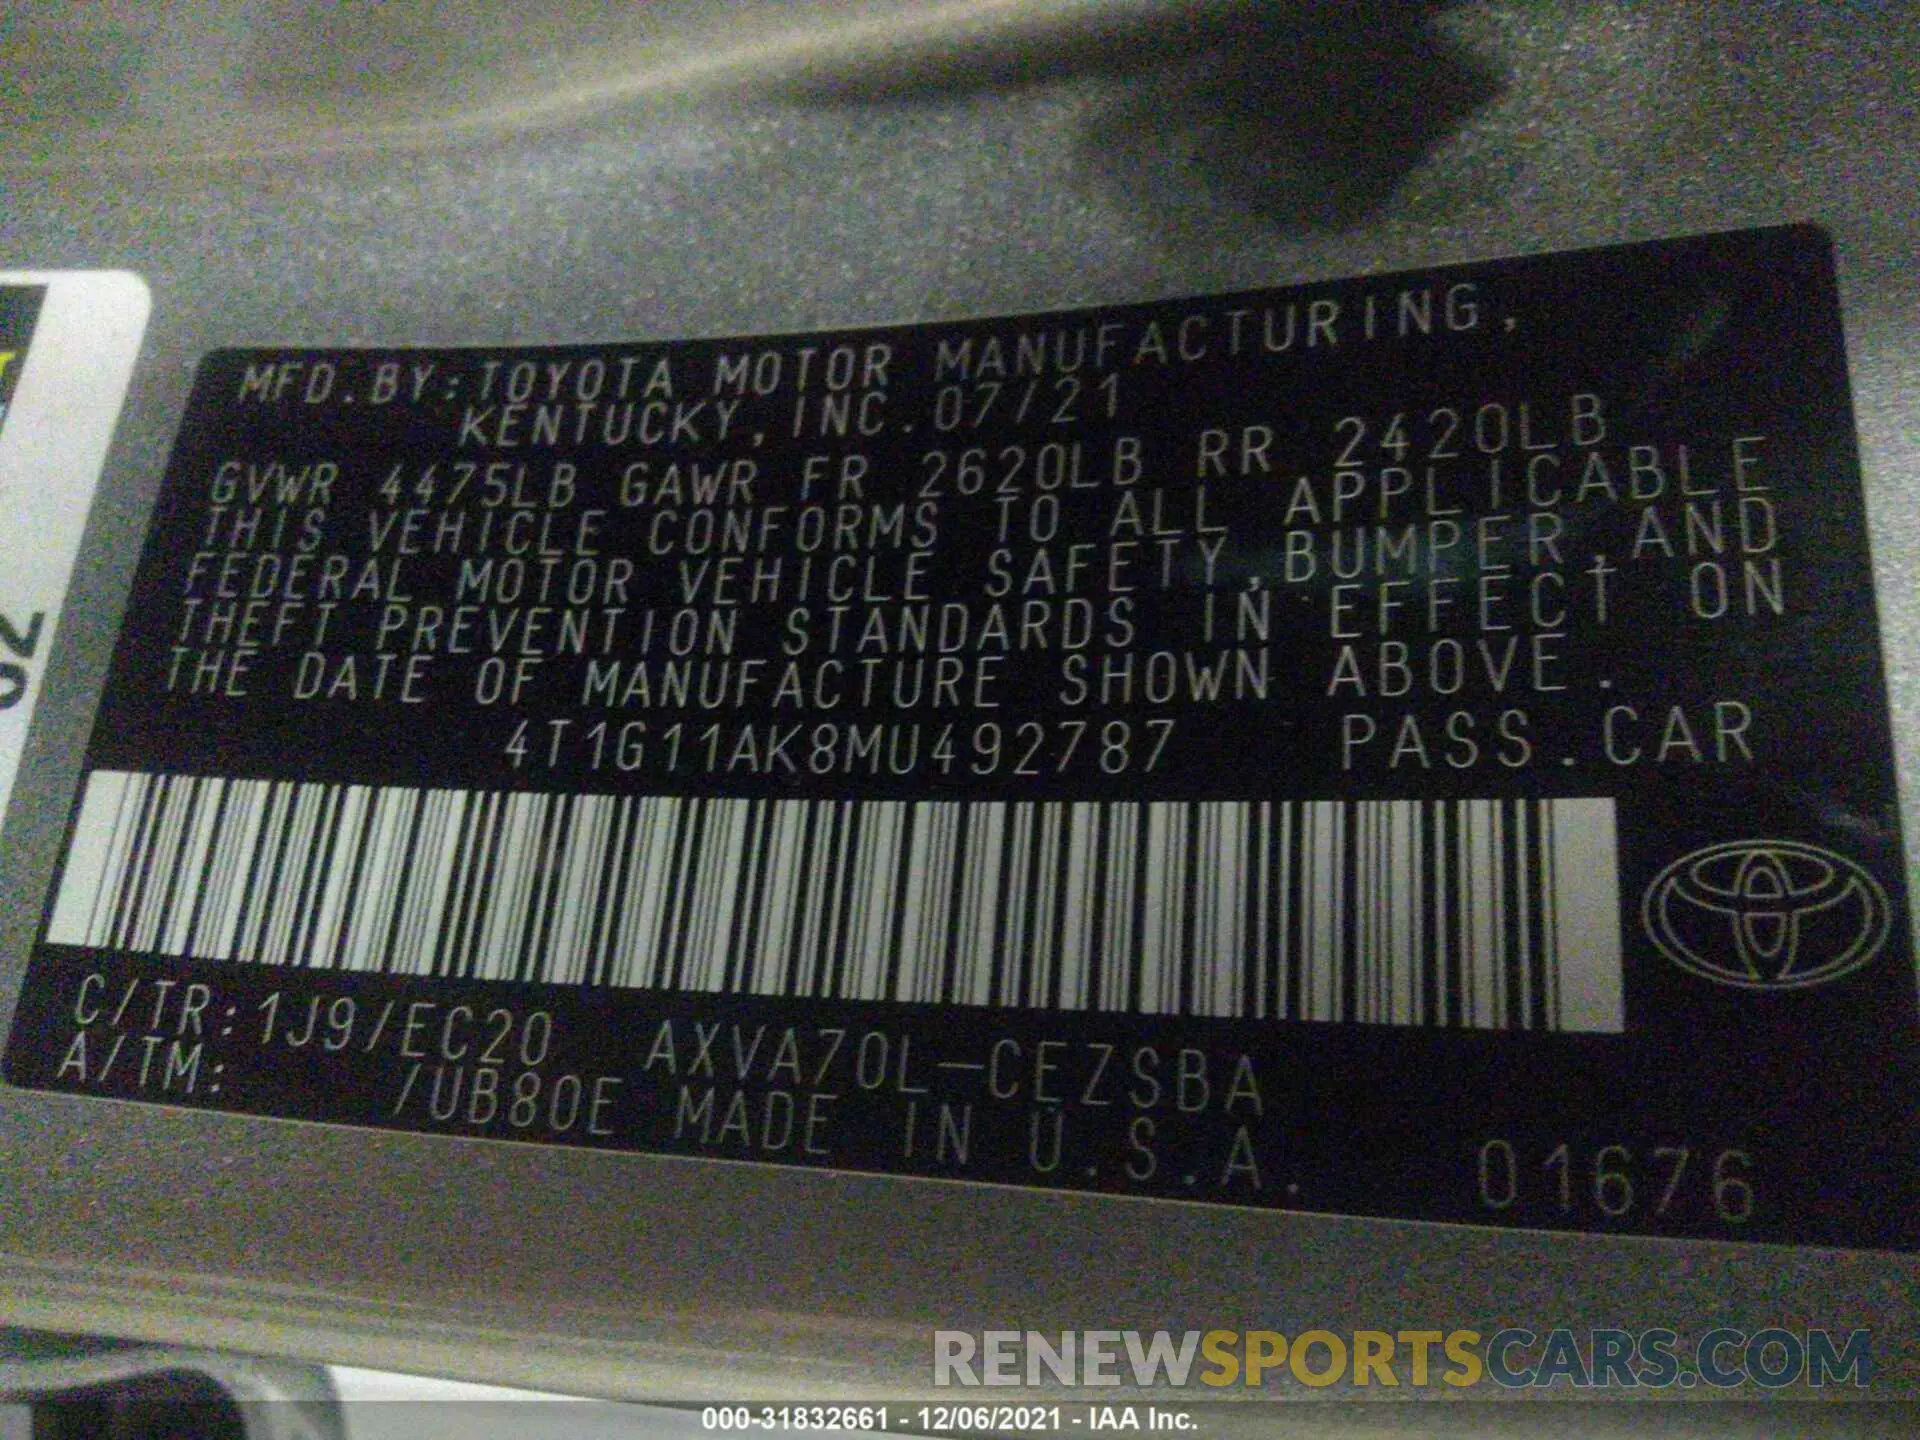 MFD.BY:TOYOTA MOTOR MANUFACTURING,
KENTUCKY, INC.07/21
GVWR 4475LB GAWR FR 2620LB RR 2420LB
THIS VEHICLE CONFORMS TO ALL APPLICABLE
FEDERAL MOTOR VEHICLE SAFETY,BUMPER,AND
THEFT PREVENTION STANDARDS IN EFFECT ON
THE DATE OF MANUFACTURE SHOWN ABOVE.
4T1G11AK8MU492787 PASS.CAR
C/TR:1J9/EC20 AXVA70L-CEZSBA
A/TM: /UB80E MADE IN U.S.A.
01676
RENEWSPORTSCARS.COM
000-31832661 - 12/06/2021 - IAA Inc.